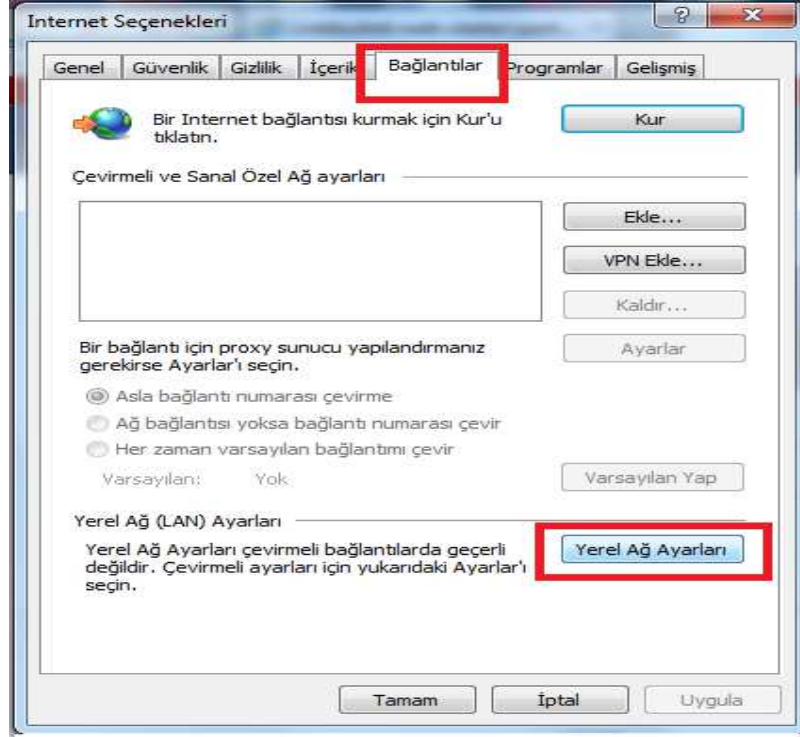 Internet Seçenekleri
Genel Güvenlik Gizlilik İçerik Bağlantılar Programlar Gelişmiş
Bir Internet bağlantısı kurmak için Kur'u
tıklatın.
Kur
Çevirmeli ve Sanal Özel Ağ ayarları
Ekle...
VPN Ekle...
Kaldır...
Bir bağlantı için proxy sunucu yapılandırmanız
gerekirse Ayarlar'ı seçin.
Ayarlar
Asla bağlantı numarası çevirme
Ağ bağlantısı yoksa bağlantı numarası çevir
Her zaman varsayılan bağlantımı çevir
Varsayılan: Yok
Varsayılan Yap
Yerel Ağ (LAN) Ayarları
Yerel Ağ Ayarları çevirmeli bağlantılarda geçerli
değildir. Çevirmeli ayarları için yukarıdaki Ayarlar'ı
seçin.
Yerel Ağ Ayarları
Tamam İptal Uygula